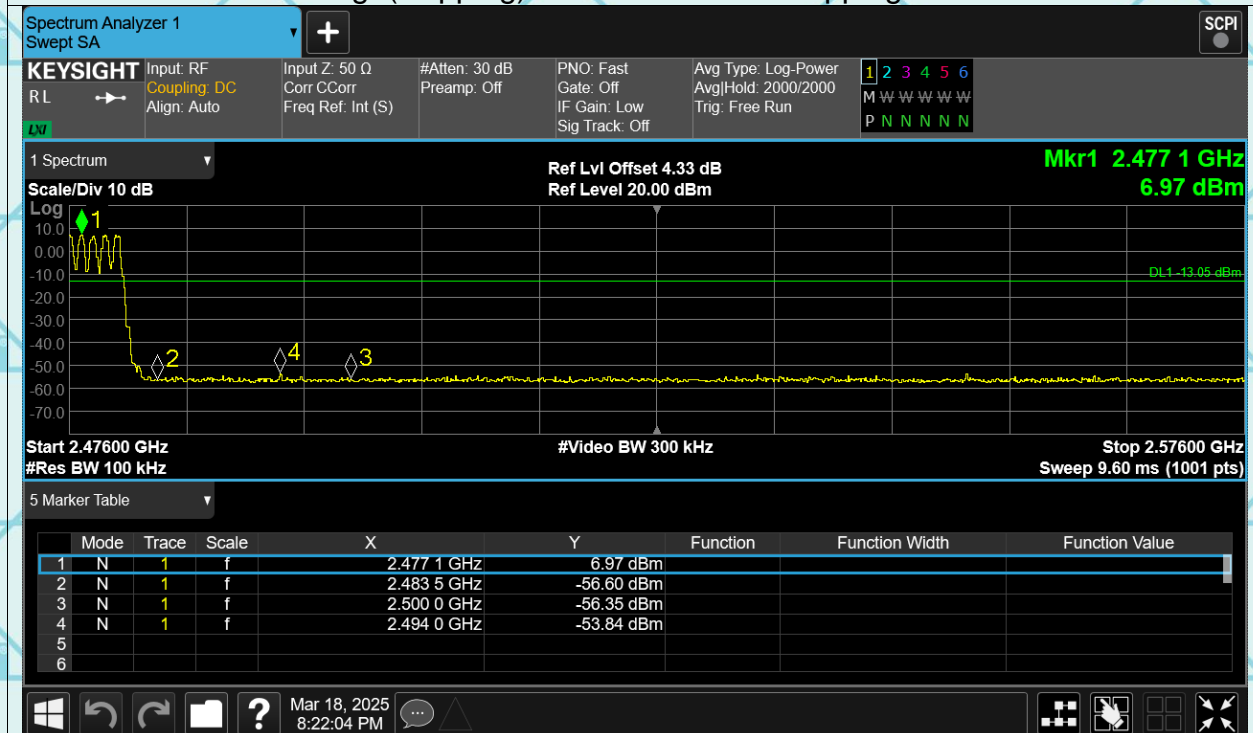 Spectrum Analyzer 1
Swept SA
+
SCPI
KEYSIGHT
RL
LXI
Input: RF
Coupling: DC
Align: Auto
Input Z: 50 Ω
Corr CCorr
Freq Ref: Int (S)
#Atten: 30 dB
Preamp: Off
PNO: Fast
Gate: Off
IF Gain: Low
Sig Track: Off
Avg Type: Log-Power
Avg|Hold: 2000/2000
Trig: Free Run
1 2 3 4 5 6
M W W W W W
P N N N N N
1 Spectrum
Scale/Div 10 dB
Ref Lvl Offset 4.33 dB
Ref Level 20.00 dBm
Mkr1 2.477 1 GHz
6.97 dBm
Log
10.0
0.00
-10.0
-20.0
-30.0
-40.0
-50.0
-60.0
-70.0
1
2
4
3
DL1 -13.05 dBm
Start 2.47600 GHz
#Res BW 100 kHz
#Video BW 300 kHz
Stop 2.57600 GHz
Sweep 9.60 ms (1001 pts)
5 Marker Table
Mode Trace Scale X Y Function Function Width Function Value
1 N 1 f 2.477 1 GHz 6.97 dBm
2 N 1 f 2.483 5 GHz -56.60 dBm
3 N 1 f 2.500 0 GHz -56.35 dBm
4 N 1 f 2.494 0 GHz -53.84 dBm
5
6
?
Mar 18, 2025
8:22:04 PM